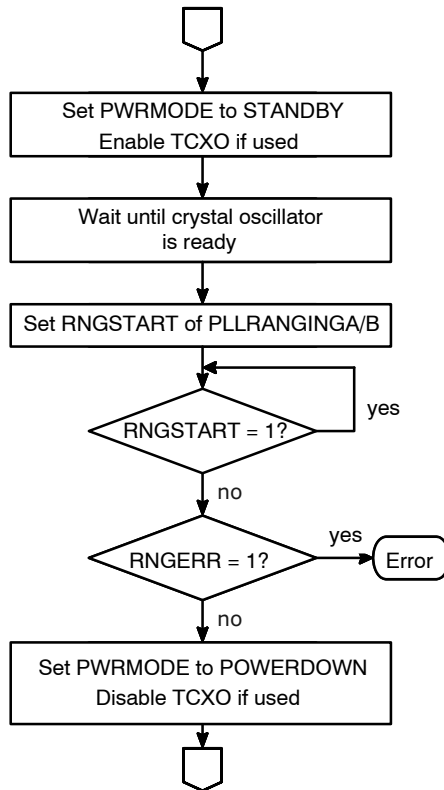 Set PWRMODE to STANDBY
Enable TCXO if used
Wait until crystal oscillator
is ready
Set RNGSTART of PLLRANGINGA/B
yes
RNGSTART = 1?
no
yes
RNGERR = 1?
Error
no
Set PWRMODE to POWERDOWN
Disable TCXO if used